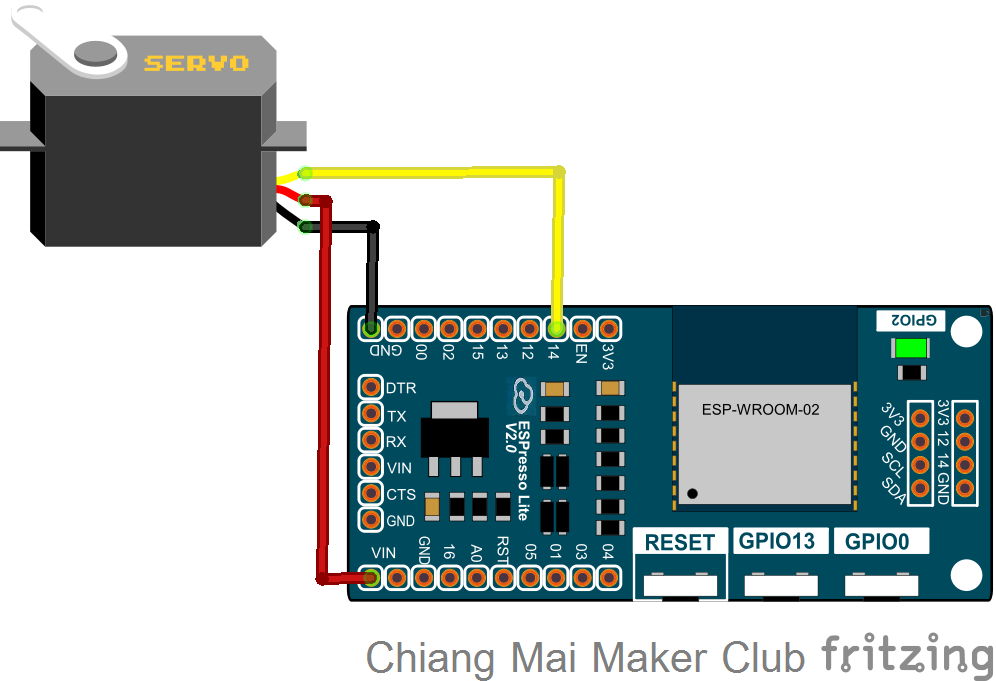 SERVO
GPIO2
GND GND 00 02 15 13 12 14 EN 3V3
DTR
TX
RX
VIN
CTS
GND
ESPresso Lite
V2.0
ESP-WROOM-02
3V3
GND
SCL
SDA
3V3 12 14 GND
VIN GND 16 A0 RST 05 01 03 04
RESET
GPIO13
GPIO0
Chiang Mai Maker Club
fritzing